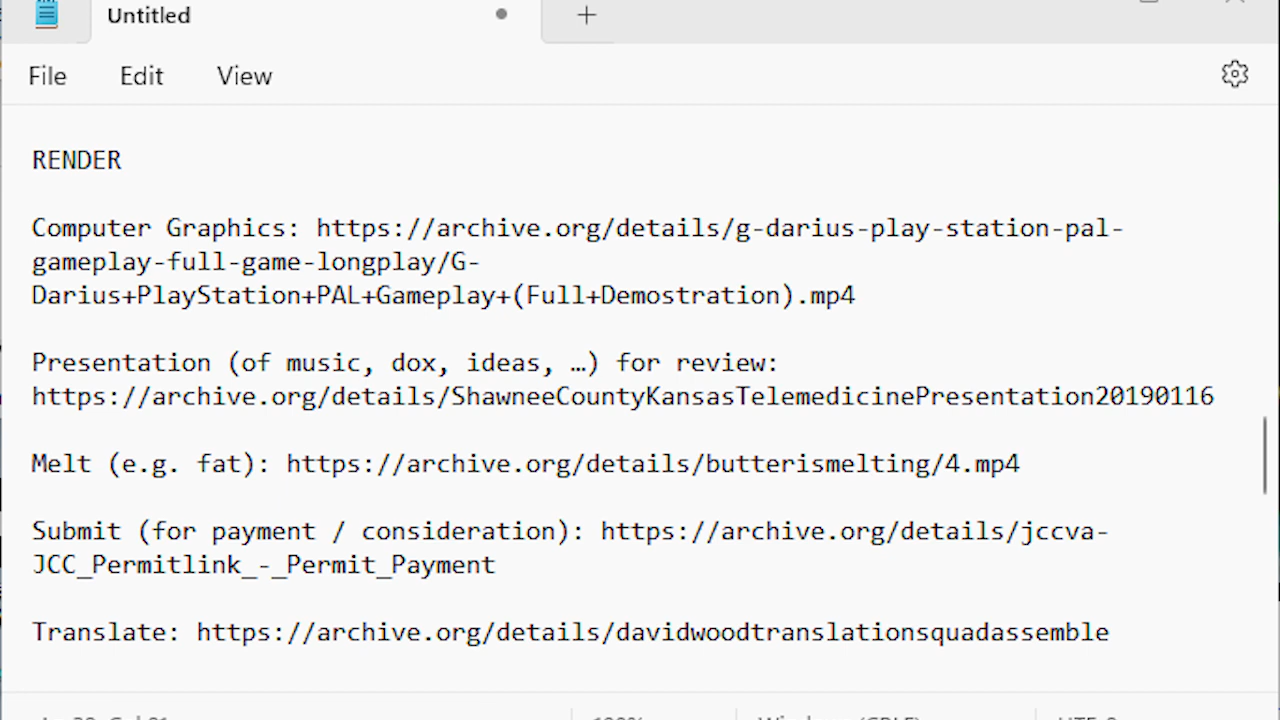 Untitled
File Edit View
RENDER
Computer Graphics: https://archive.org/details/g-darius-play-station-pal-
gameplay-full-game-longplay/G-
Darius+PlayStation+PAL+Gameplay+(Full+Demostration).mp4
Presentation (of music, dox, ideas, …) for review:
https://archive.org/details/ShawneeCountyKansasTelemedicinePresentation20190116
Melt (e.g. fat): https://archive.org/details/butterismelting/4.mp4
Submit (for payment / consideration): https://archive.org/details/jccva-
JCC_Permitlink_-_Permit_Payment
Translate: https://archive.org/details/davidwoodtranslationsquadassemble